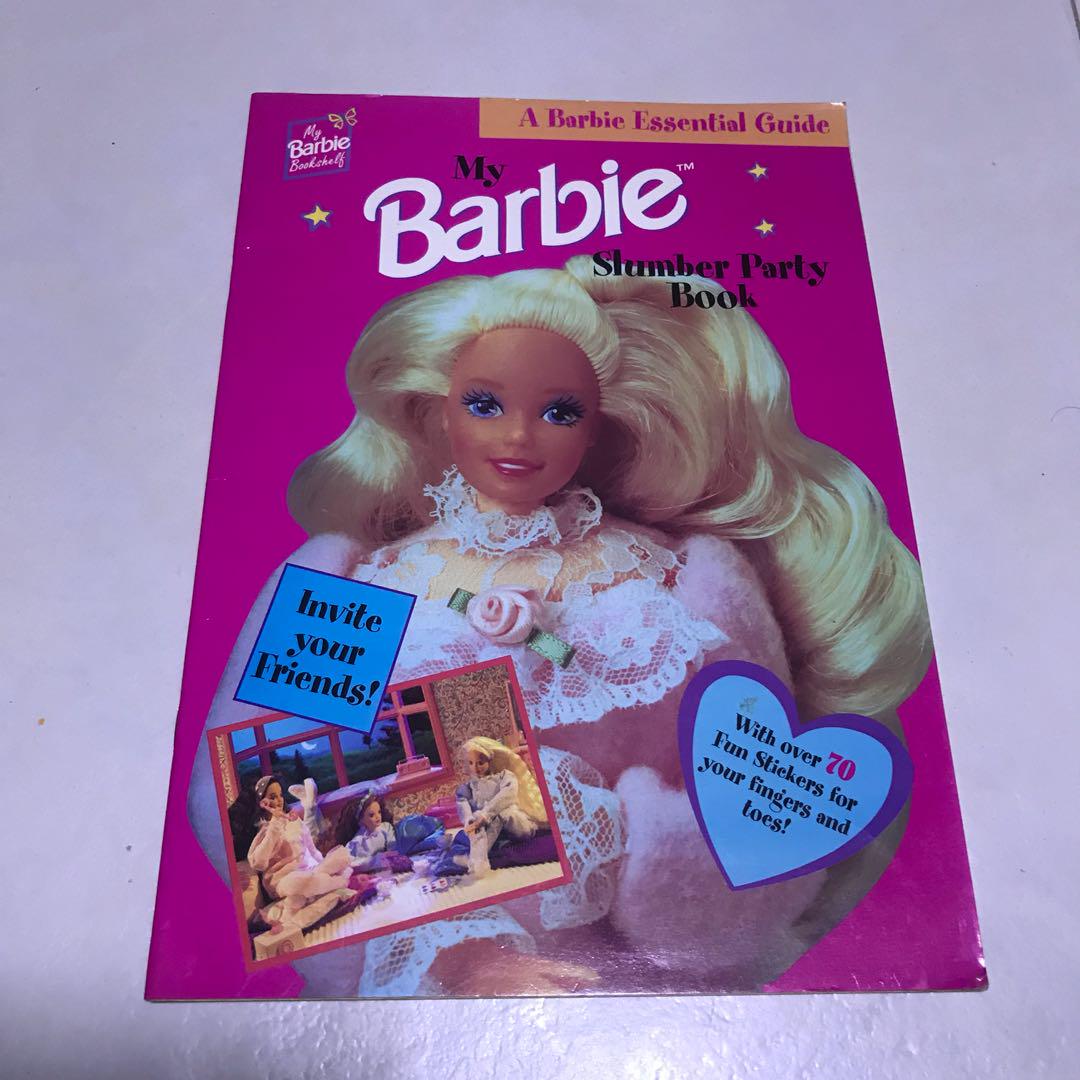 A Barbie Essential Guide
My
Barbie
Bookshelf
My
Barbie™
Slumber Party
Book
Invite
your
Friends!
With over 70
Fun Stickers for
your fingers and
toes!